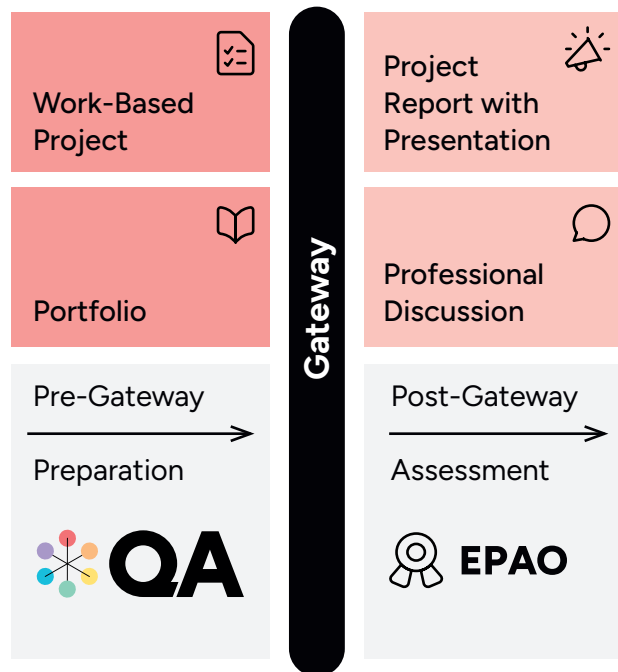 Work-Based
Project
Portfolio
Pre-Gateway
Preparation
QA
Gateway
Project
Report with
Presentation
Professional
Discussion
Post-Gateway
Assessment
EPAO